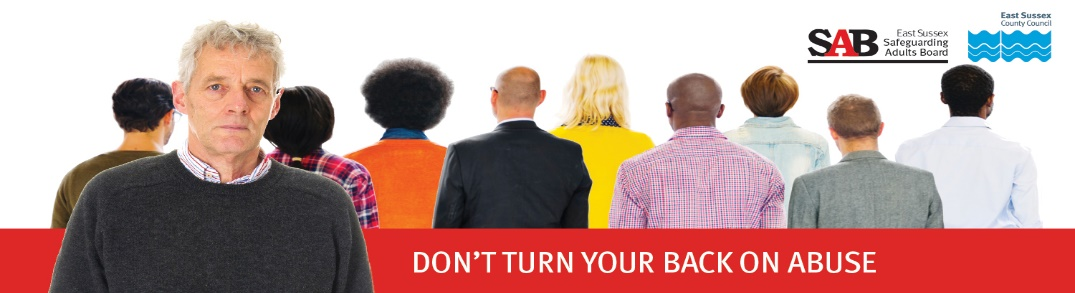 East Sussex
County Council
SAB
East Sussex
Safeguarding
Adults Board
DON'T TURN YOUR BACK ON ABUSE